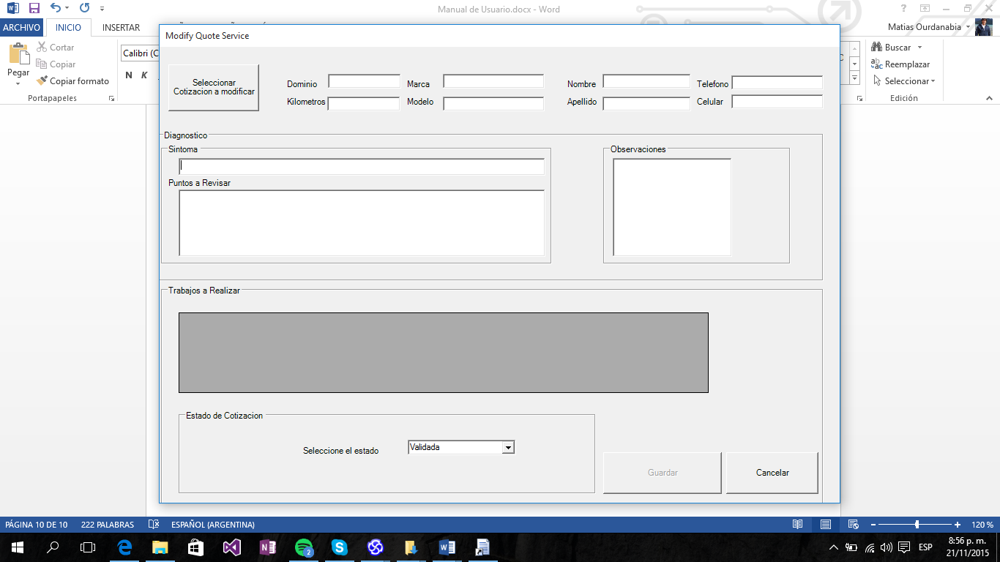 Manual de Usuario.docx - Word
ARCHIVO INICIO INSERTAR
Matias Ourdanabia
Pegar
Cortar
Copiar
Copiar formato
Portapapeles
Calibri (C
N K
Buscar
Reemplazar
Seleccionar
Edición
Modify Quote Service
Seleccionar
Cotizacion a modificar
Dominio Marca Nombre Telefono
Kilometros Modelo Apellido Celular
Diagnostico
Sintoma
Observaciones
Puntos a Revisar
Trabajos a Realizar
Estado de Cotizacion
Seleccione el estado Validada
Guardar Cancelar
PÁGINA 10 DE 10 222 PALABRAS ESPAÑOL (ARGENTINA) 120 %
2
ESP
8:56 p. m.
21/11/2015